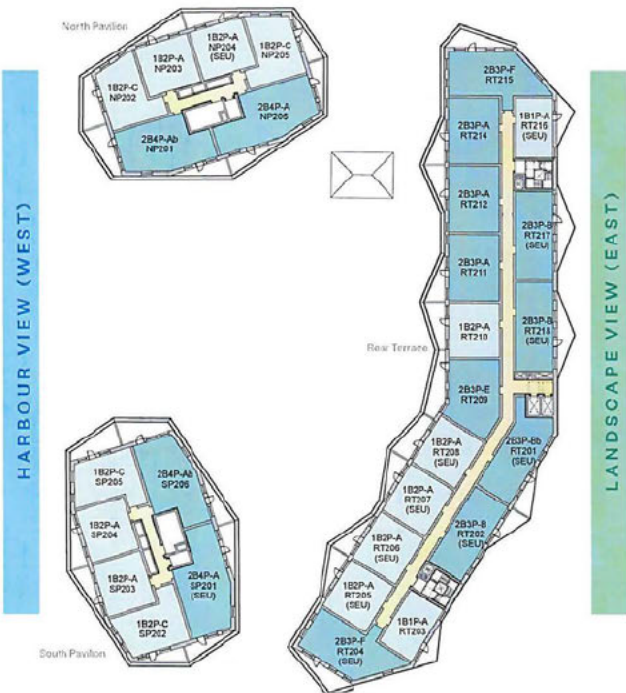 North Pavilion
1B2P-A
NP204
(SEU)
1B2P-C
NP205
1B2P-A
NP203
1B2P-C
NP202
2B4P-A
NP206
2B4P-Ab
NP201
HARBOUR VIEW (WEST)
2B3P-F
RT215
1B1P-A
RT216
(SEU)
2B3P-A
RT214
2B3P-A
RT212
2B3P-B
RT217
(SEU)
2B3P-A
RT211
2B3P-B
RT218
(SEU)
1B2P-A
RT210
Rear Terrace
2B3P-E
RT209
2B3P-Bb
RT201
(SEU)
1B2P-A
RT208
(SEU)
1B2P-A
RT207
(SEU)
2B3P-B
RT202
(SEU)
1B2P-A
RT206
(SEU)
1B2P-A
RT205
(SEU)
1B1P-A
RT203
2B3P-F
RT204
(SEU)
LANDSCAPE VIEW (EAST)
1B2P-C
SP205
2B4P-Ab
SP206
1B2P-A
SP204
1B2P-A
SP203
2B4P-A
SP201
(SEU)
1B2P-C
SP202
South Pavilion